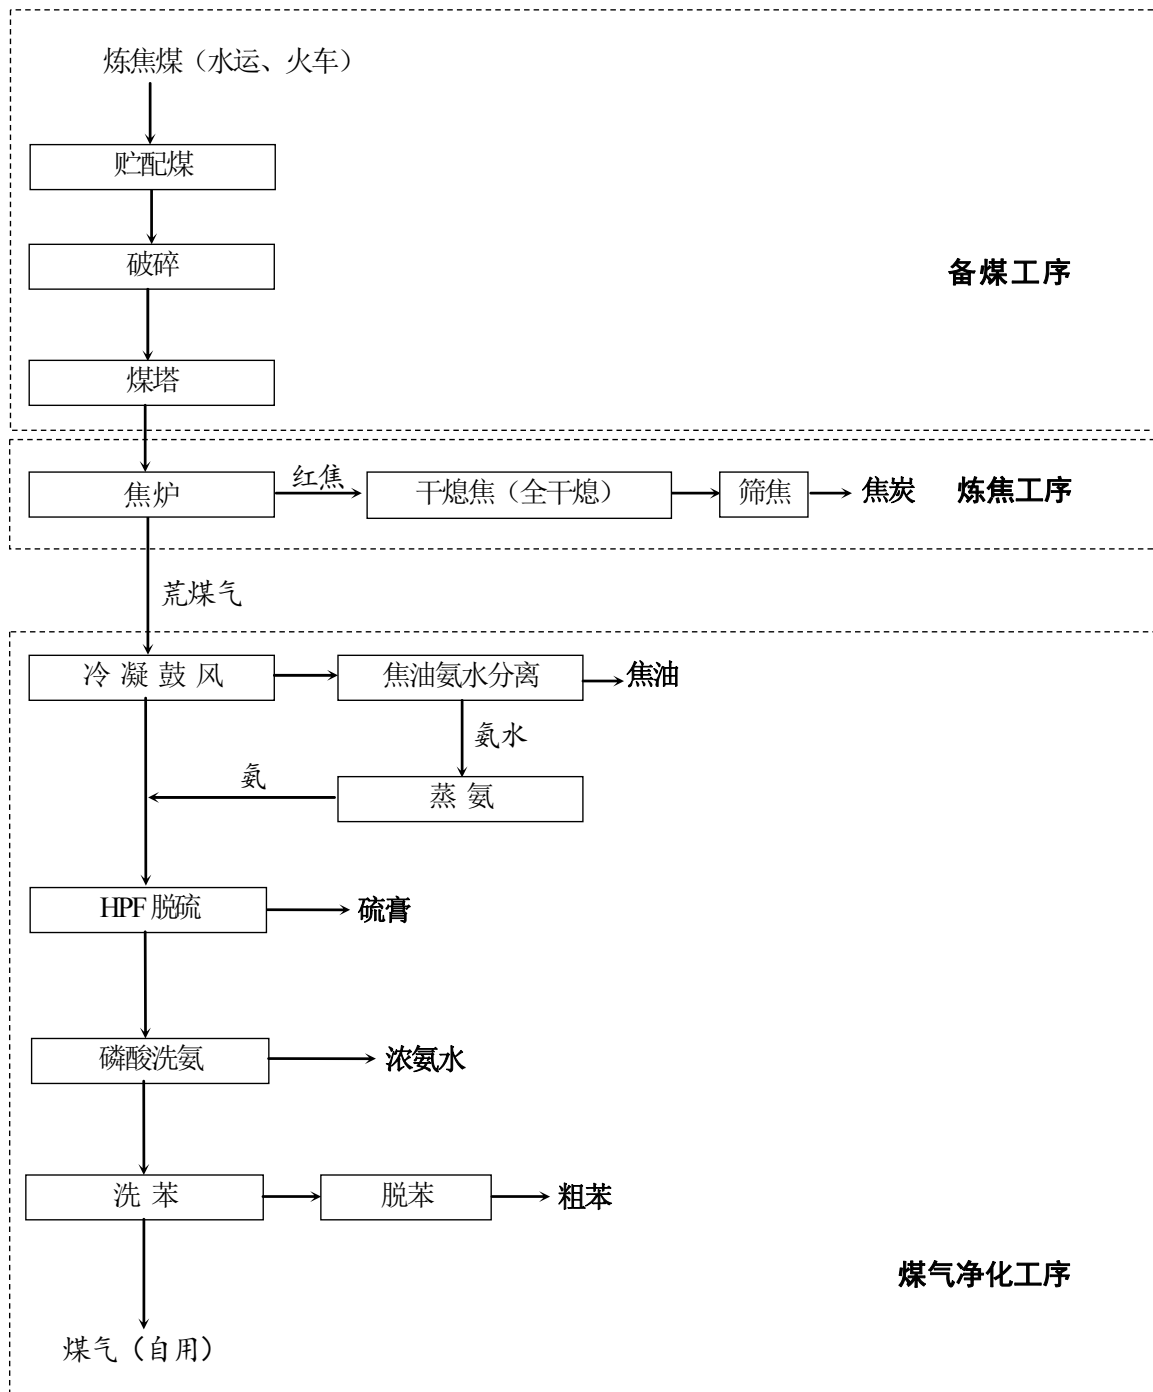 炼焦煤（水运、火车）
贮配煤
破碎
备煤工序
煤塔
焦炉
红焦
干熄焦（全干熄）
筛焦
焦炭
炼焦工序
荒煤气
冷凝鼓风
焦油氨水分离
焦油
氨水
氨
蒸氨
HPF脱硫
硫膏
磷酸洗氨
浓氨水
洗苯
脱苯
粗苯
煤气净化工序
煤气（自用）